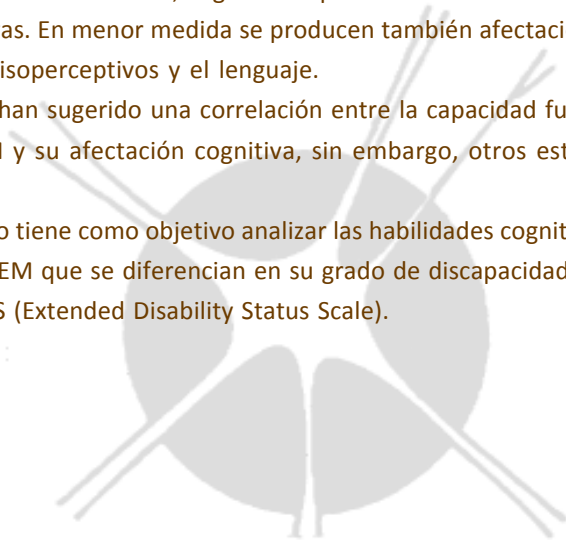 as. En menor medida se producen también afectaci
isoperceptivos y el lenguaje.
han sugerido una correlación entre la capacidad fu
y su afectación cognitiva, sin embargo, otros est
o tiene como objetivo analizar las habilidades cognit
EM que se diferencian en su grado de discapacidad
S (Extended Disability Status Scale).